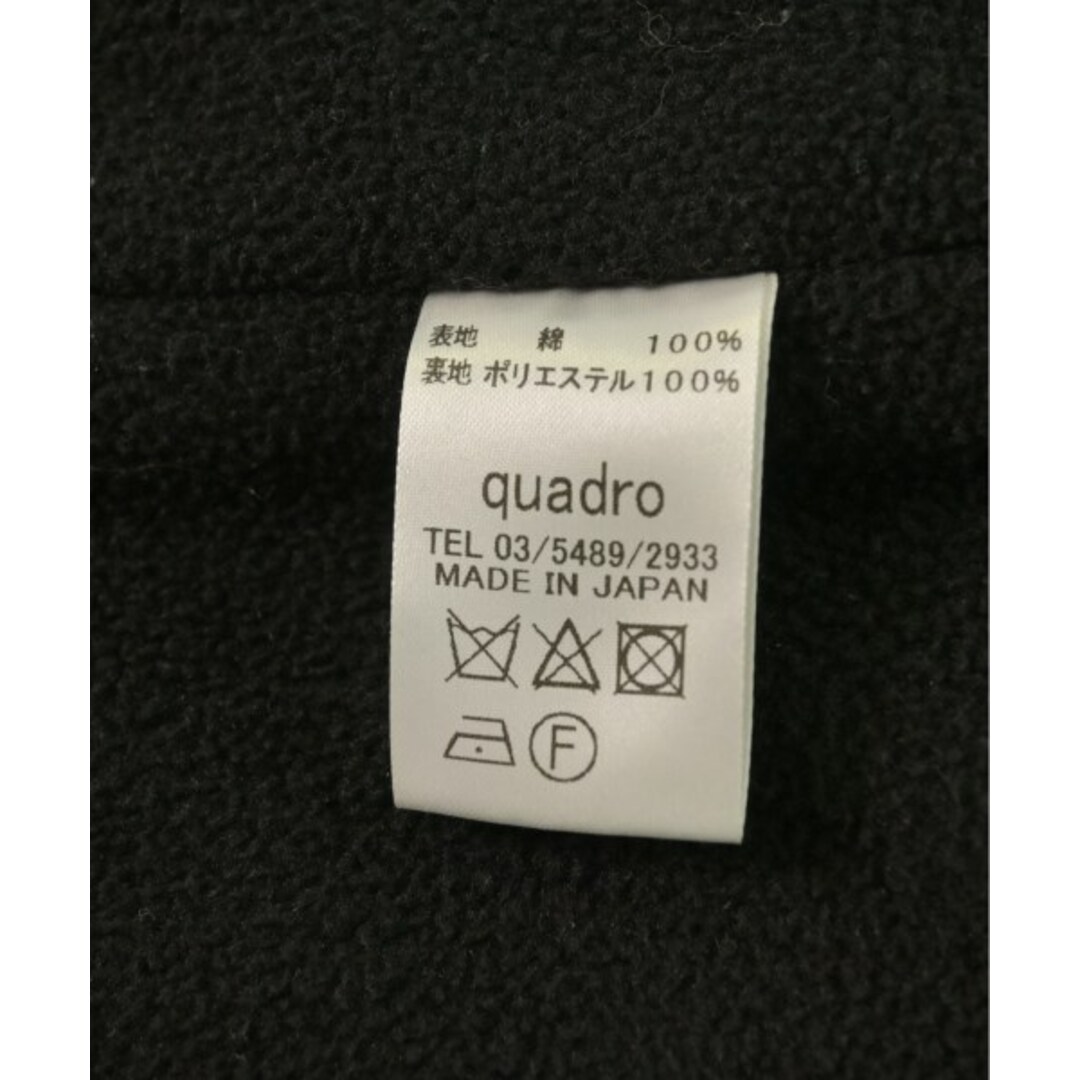 表地 綿 100%
裏地 ポリエステル100%
quadro
TEL 03/5489/2933
MADE IN JAPAN
F